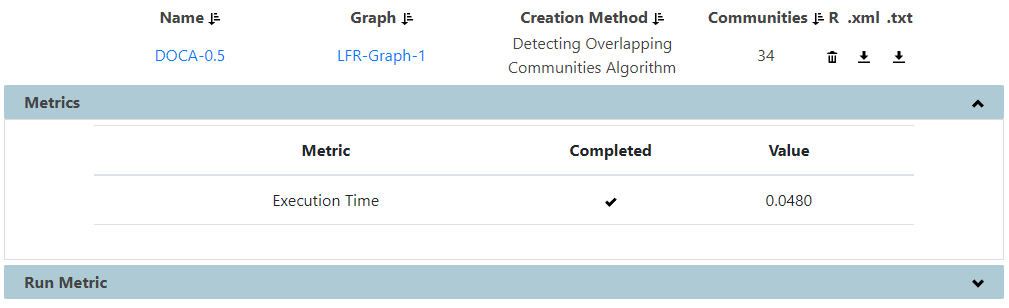 Name Graph Creation Method Communities R .xml .txt
DOCA-0.5 LFR-Graph-1 Detecting Overlapping 34
Communities Algorithm
Metrics
Metric Completed Value
Execution Time 0.0480
Run Metric